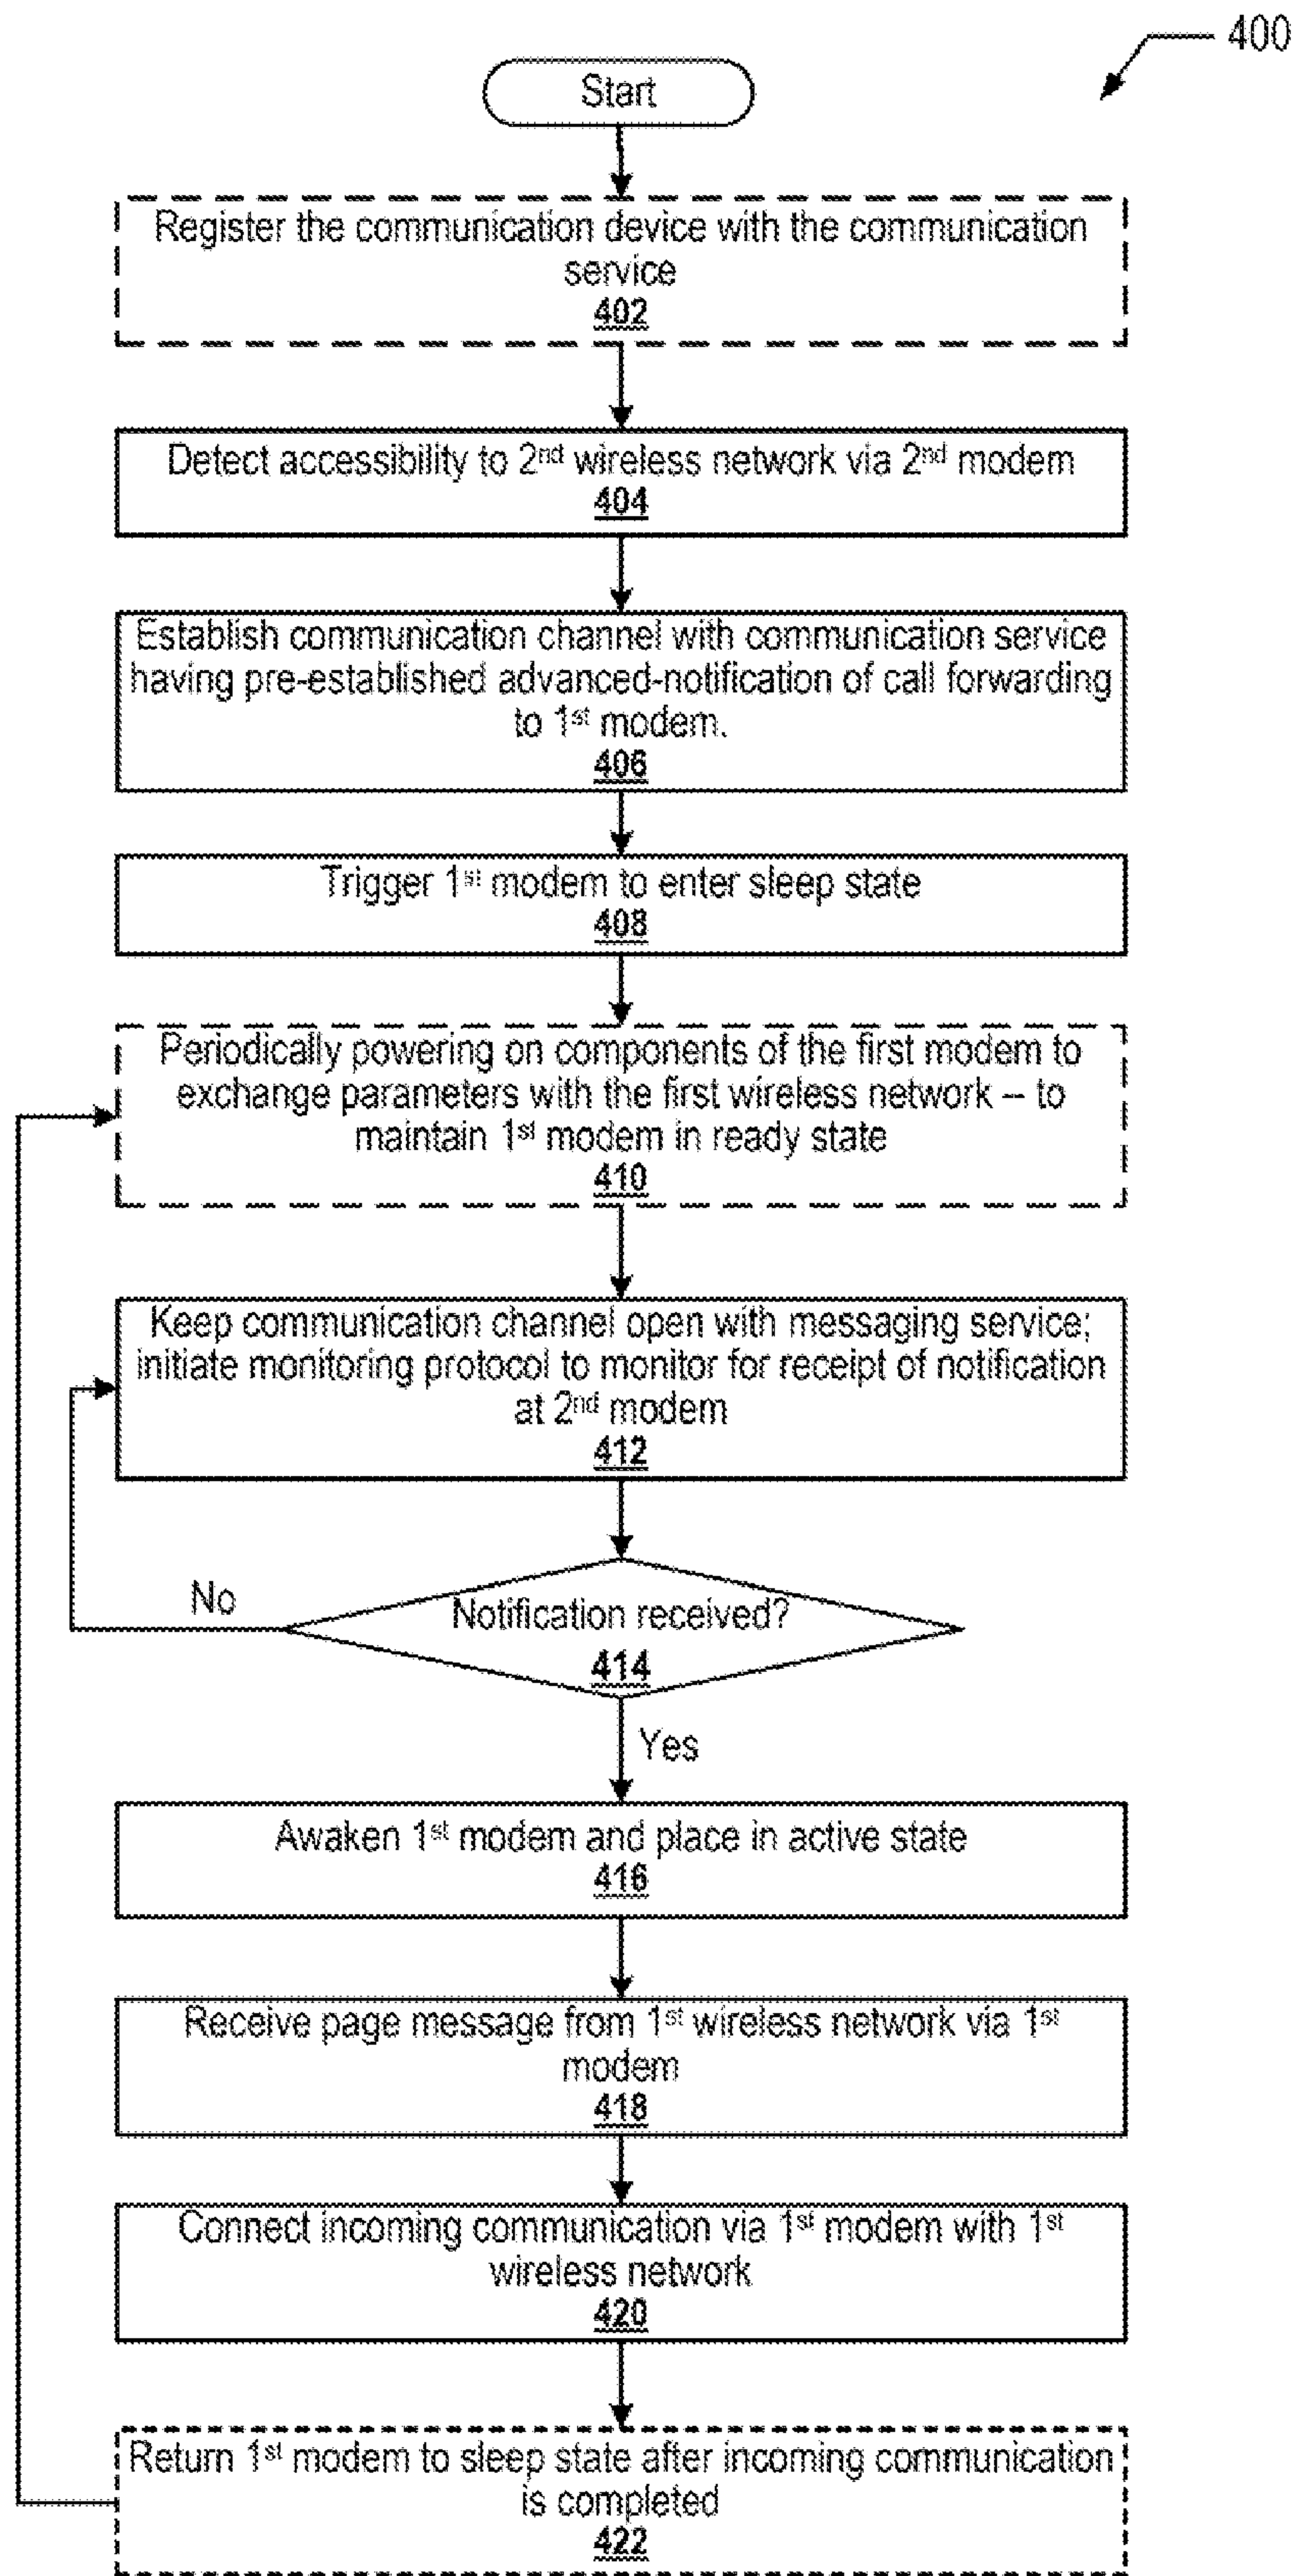 400
Start
Register the communication device with the communication
service
402
Detect accessibility to 2nd wireless network via 2nd modem
404
Establish communication channel with communication service
having pre-established advanced-notification of call forwarding
to 1st modem.
406
Trigger 1st modem to enter sleep state
408
Periodically powering on components of the first modem to
exchange parameters with the first wireless network – to
maintain 1st modem in ready state
410
Keep communication channel open with messaging service;
initiate monitoring protocol to monitor for receipt of notification
at 2nd modem
412
No
Notification received?
414
Yes
Awaken 1st modem and place in active state
416
Receive page message from 1st wireless network via 1st
modem
418
Connect incoming communication via 1st modem with 1st
wireless network
420
Return 1st modem to sleep state after incoming communication
is completed
422